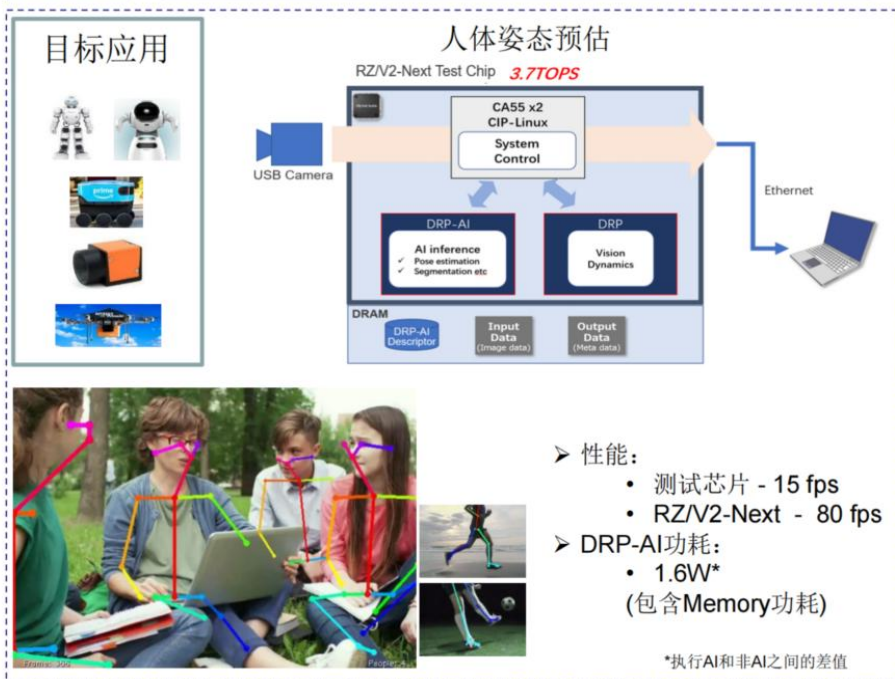 目标应用
人体姿态预估
RZ/V2-Next Test Chip 3.7TOPS
CA55 x2
CIP-Linux
System
Control
USB Camera
Ethernet
DRP-AI
AI inference
✓ Pose estimation
✓ Segmentation etc
DRP
Vision
Dynamics
DRAM
DRP-AI
Descriptor
Input
Data
(Image data)
Output
Data
(Meta data)
prime
➢ 性能：
• 测试芯片 - 15 fps
• RZ/V2-Next - 80 fps
➢ DRP-AI功耗：
• 1.6W*
(包含Memory功耗)
*执行AI和非AI之间的差值